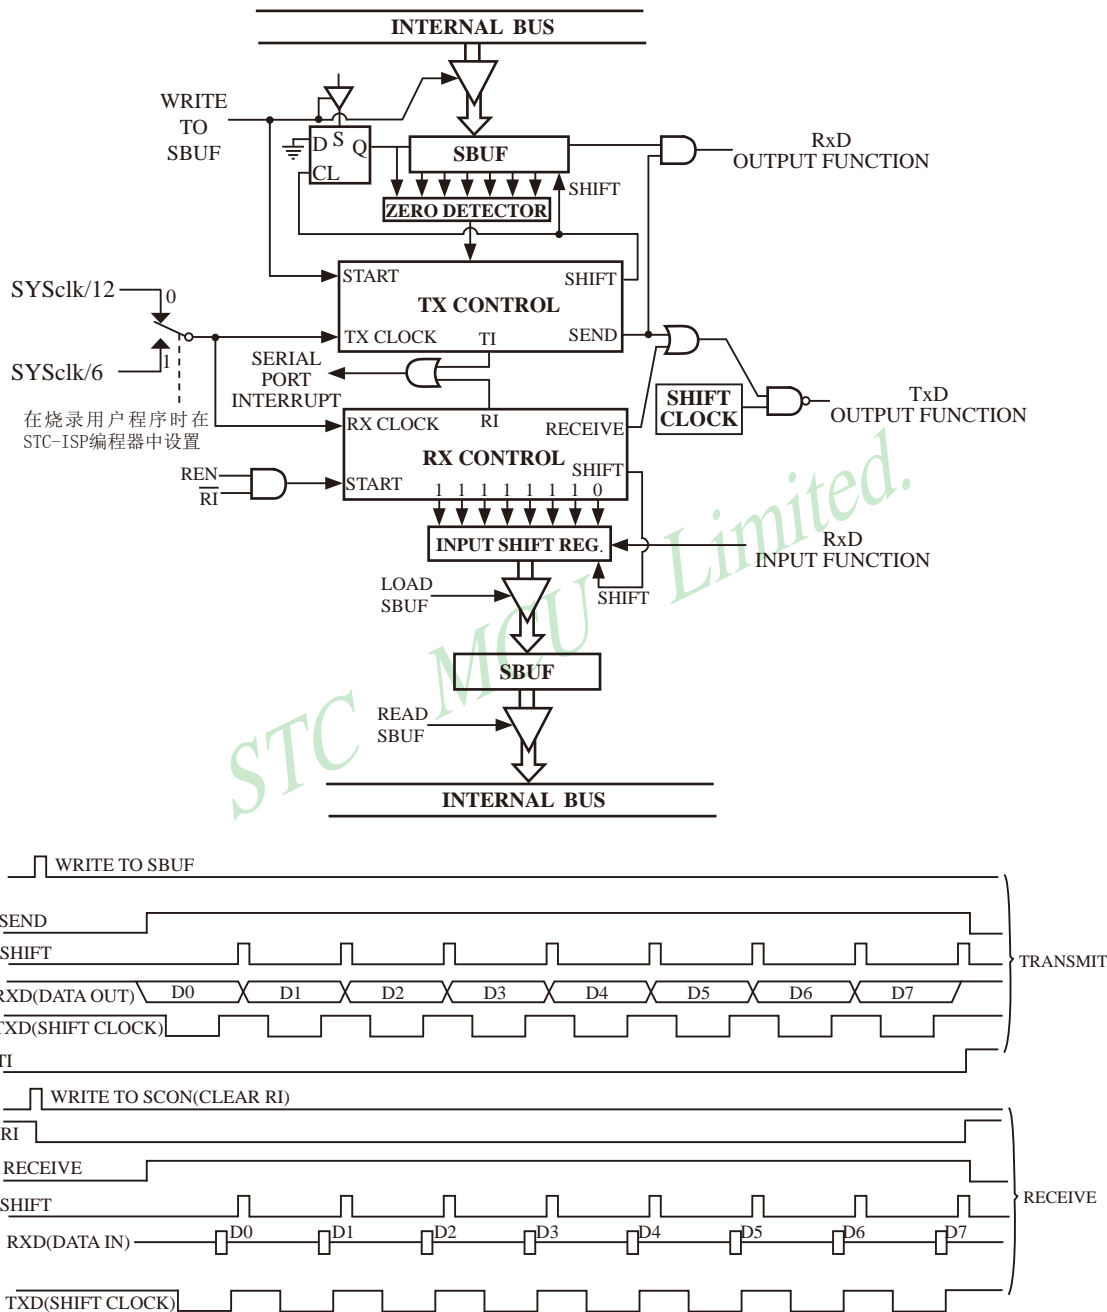 INTERNAL BUS
WRITE
TO
SBUF
D S Q
CL
SBUF
RxD
OUTPUT FUNCTION
SHIFT
ZERO DETECTOR
START
SHIFT
TX CONTROL
TX CLOCK
TI
SEND
SYSclk/12
0
SYSclk/6
1
在烧录用户程序时在
STC-ISP编程器中设置
SERIAL
PORT
INTERRUPT
SHIFT
CLOCK
TxD
OUTPUT FUNCTION
RX CLOCK
RI
RECEIVE
RX CONTROL
SHIFT
START
1 1 1 1 1 1 1 0
REN
R̅I̅
INPUT SHIFT REG.
RxD
INPUT FUNCTION
LOAD
SBUF
SHIFT
SBUF
READ
SBUF
INTERNAL BUS
STC MCU Limited.
WRITE TO SBUF
SEND
SHIFT
RXD(DATA OUT) D0 D1 D2 D3 D4 D5 D6 D7
TXD(SHIFT CLOCK)
TI
TRANSMIT
WRITE TO SCON(CLEAR RI)
RI
RECEIVE
SHIFT
RXD(DATA IN) D0 D1 D2 D3 D4 D5 D6 D7
TXD(SHIFT CLOCK)
RECEIVE